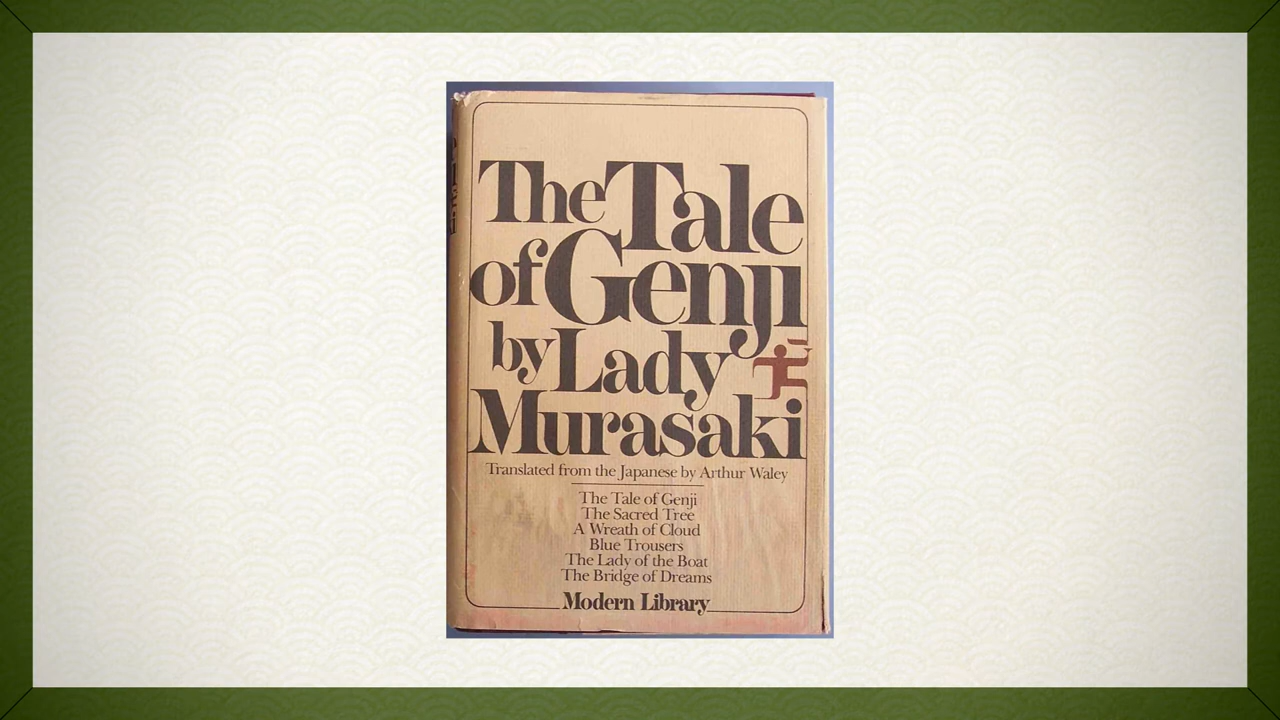 The Tale
of Genji
by Lady
Murasaki
Translated from the Japanese by Arthur Waley
The Tale of Genji
The Sacred Tree
A Wreath of Cloud
Blue Trousers
The Lady of the Boat
The Bridge of Dreams
Modern Library